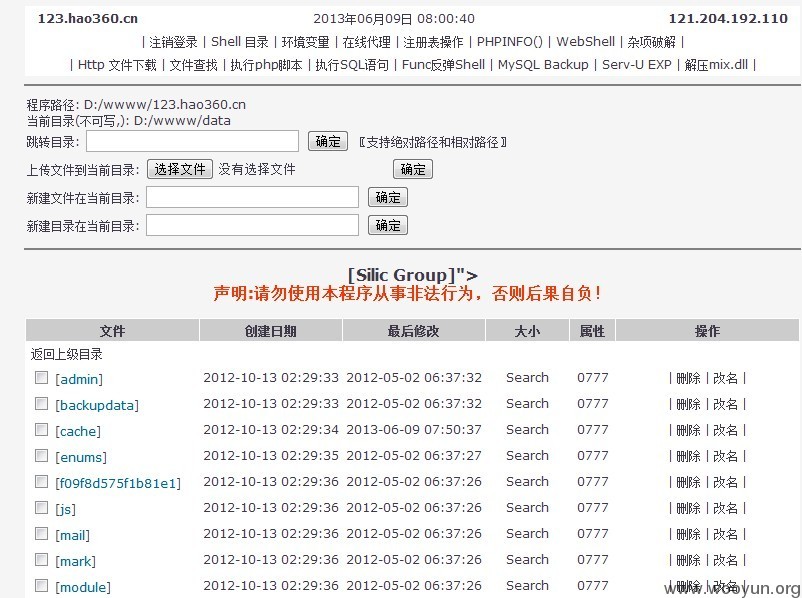 123.hao360.cn 2013年06月09日 08:00:40 121.204.192.110
| 注销登录 | Shell 目录 | 环境变量 | 在线代理 | 注册表操作 | PHPINFO() | WebShell | 杂项破解 |
| Http 文件下载 | 文件查找 | 执行php脚本 | 执行SQL语句 | Func反弹Shell | MySQL Backup | Serv-U EXP | 解压mix.dll |
程序路径: D:/wwww/123.hao360.cn
当前目录(不可写,): D:/wwww/data
跳转目录: 确定 〖支持绝对路径和相对路径〗
上传文件到当前目录: 选择文件 没有选择文件 确定
新建文件在当前目录: 确定
新建目录在当前目录: 确定
[Silic Group]">
声明:请勿使用本程序从事非法行为，否则后果自负！
文件 创建日期 最后修改 大小 属性 操作
返回上级目录
[admin] 2012-10-13 02:29:33 2012-05-02 06:37:32 Search 0777 | 删除 | 改名 |
[backupdata] 2012-10-13 02:29:33 2012-05-02 06:37:32 Search 0777 | 删除 | 改名 |
[cache] 2012-10-13 02:29:34 2013-06-09 07:50:37 Search 0777 | 删除 | 改名 |
[enums] 2012-10-13 02:29:35 2012-05-02 06:37:27 Search 0777 | 删除 | 改名 |
[f09f8d575f1b81e1] 2012-10-13 02:29:36 2012-05-02 06:37:26 Search 0777 | 删除 | 改名 |
[js] 2012-10-13 02:29:36 2012-05-02 06:37:26 Search 0777 | 删除 | 改名 |
[mail] 2012-10-13 02:29:36 2012-05-02 06:37:26 Search 0777 | 删除 | 改名 |
[mark] 2012-10-13 02:29:36 2012-05-02 06:37:26 Search 0777 | 删除 | 改名 |
[module] 2012-10-13 02:29:36 2012-05-02 06:37:26 Search 0777 | 删除 | 改名 |
www.wooyun.org